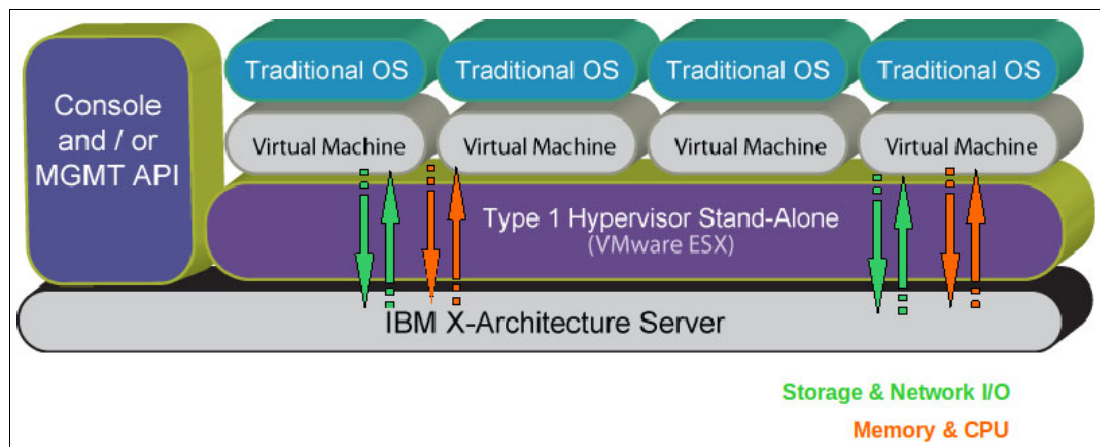 Console
and / or
MGMT API
Traditional OS
Traditional OS
Traditional OS
Traditional OS
Virtual Machine
Virtual Machine
Virtual Machine
Virtual Machine
Type 1 Hypervisor Stand-Alone
(VMware ESX)
IBM X-Architecture Server
Storage & Network I/O
Memory & CPU